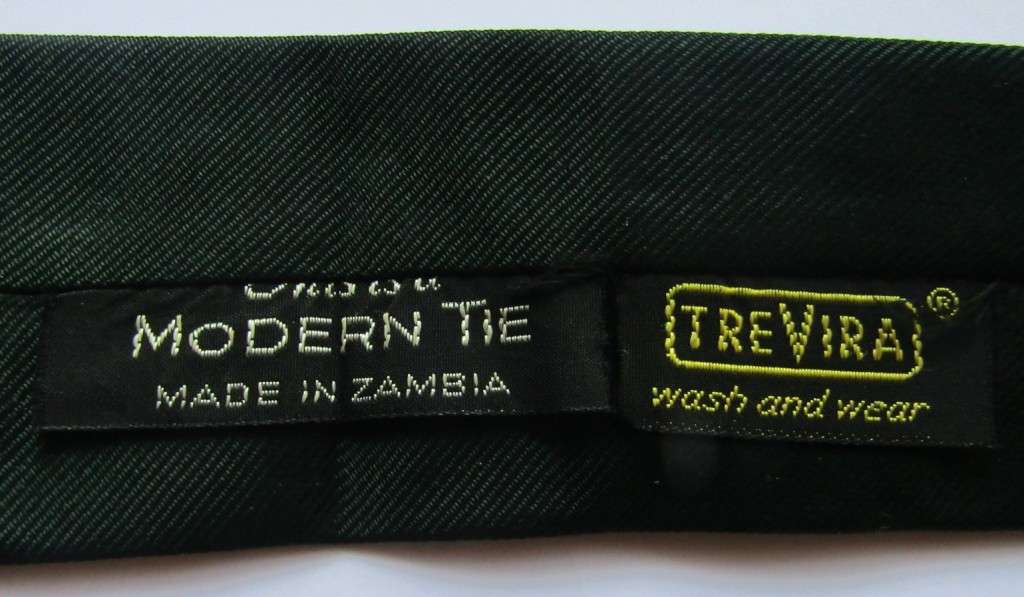 MODERN TIE
MADE IN ZAMBIA
TREVIRA ®
wash and wear